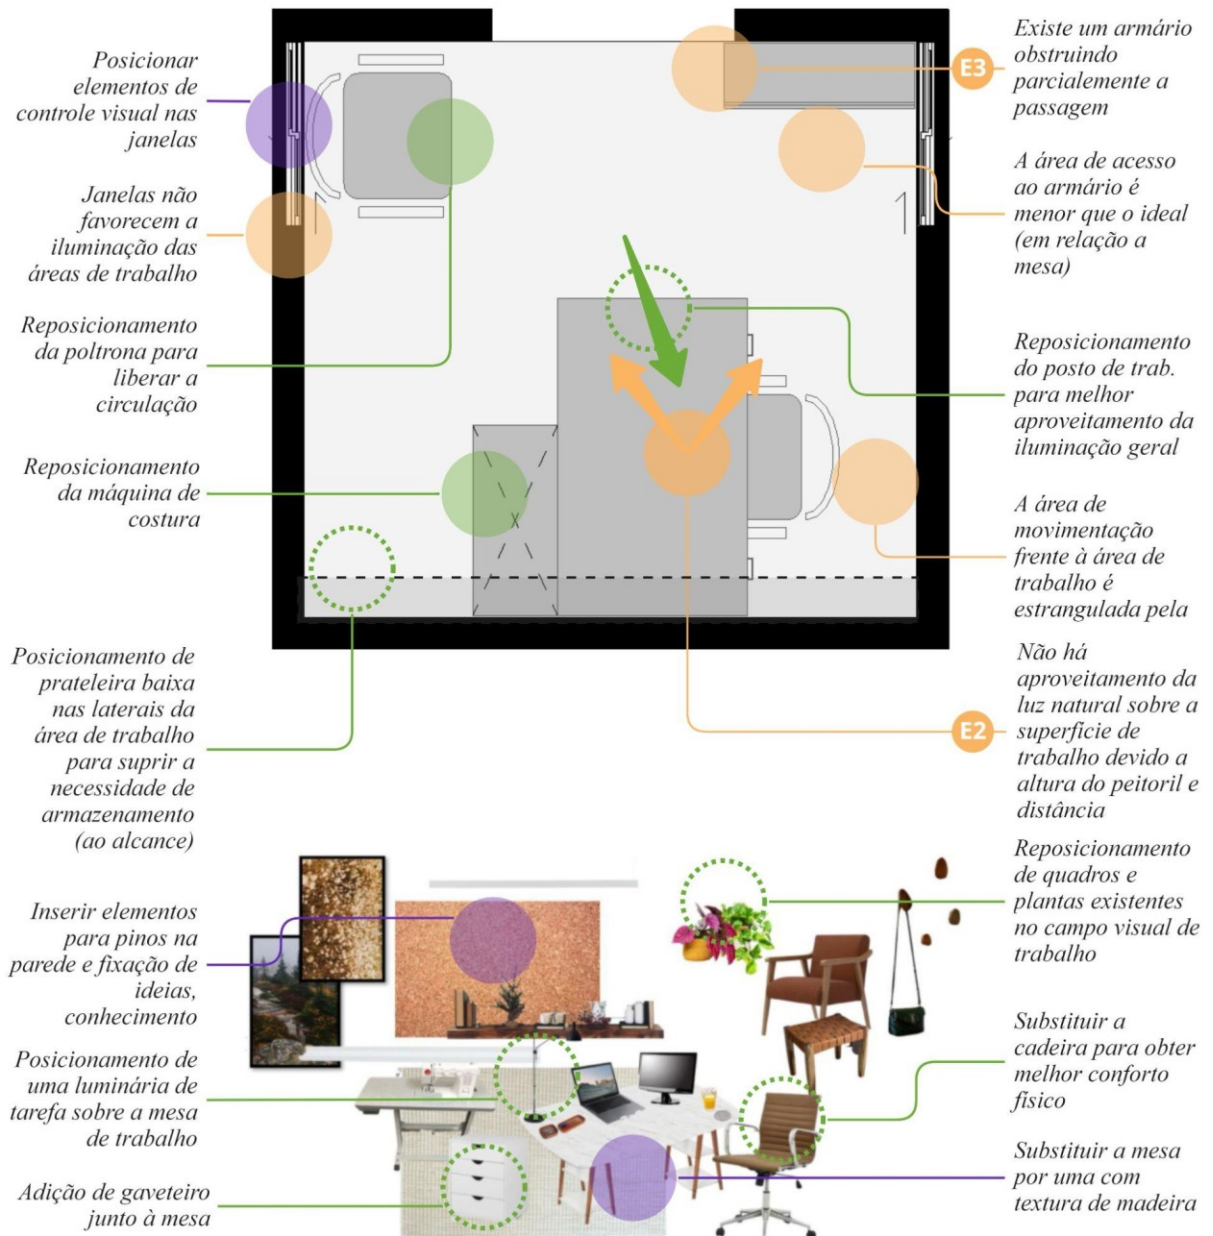 Posicionar
elementos de
controle visual nas
janelas
Janelas não
favorecem a
iluminação das
áreas de trabalho
Reposicionamento
da poltrona para
liberar a
circulação
Reposicionamento
da máquina de
costura
Posicionamento de
prateleira baixa
nas laterais da
área de trabalho
para suprir a
necessidade de
armazenamento
(ao alcance)
Inserir elementos
para pinos na
parede e fixação de
ideias,
conhecimento
Posicionamento de
uma luminária de
tarefa sobre a mesa
de trabalho
Adição de gaveteiro
junto à mesa
E3
Existe um armário
obstruindo
parcialmente a
passagem
A área de acesso
ao armário é
menor que o ideal
(em relação a
mesa)
Reposicionamento
do posto de trab.
para melhor
aproveitamento da
iluminação geral
A área de
movimentação
frente à área de
trabalho é
estrangulada pela
E2
Não há
aproveitamento da
luz natural sobre a
superfície de
trabalho devido a
altura do peitoril e
distância
Reposicionamento
de quadros e
plantas existentes
no campo visual de
trabalho
Substituir a
cadeira para obter
melhor conforto
físico
Substituir a mesa
por uma com
textura de madeira